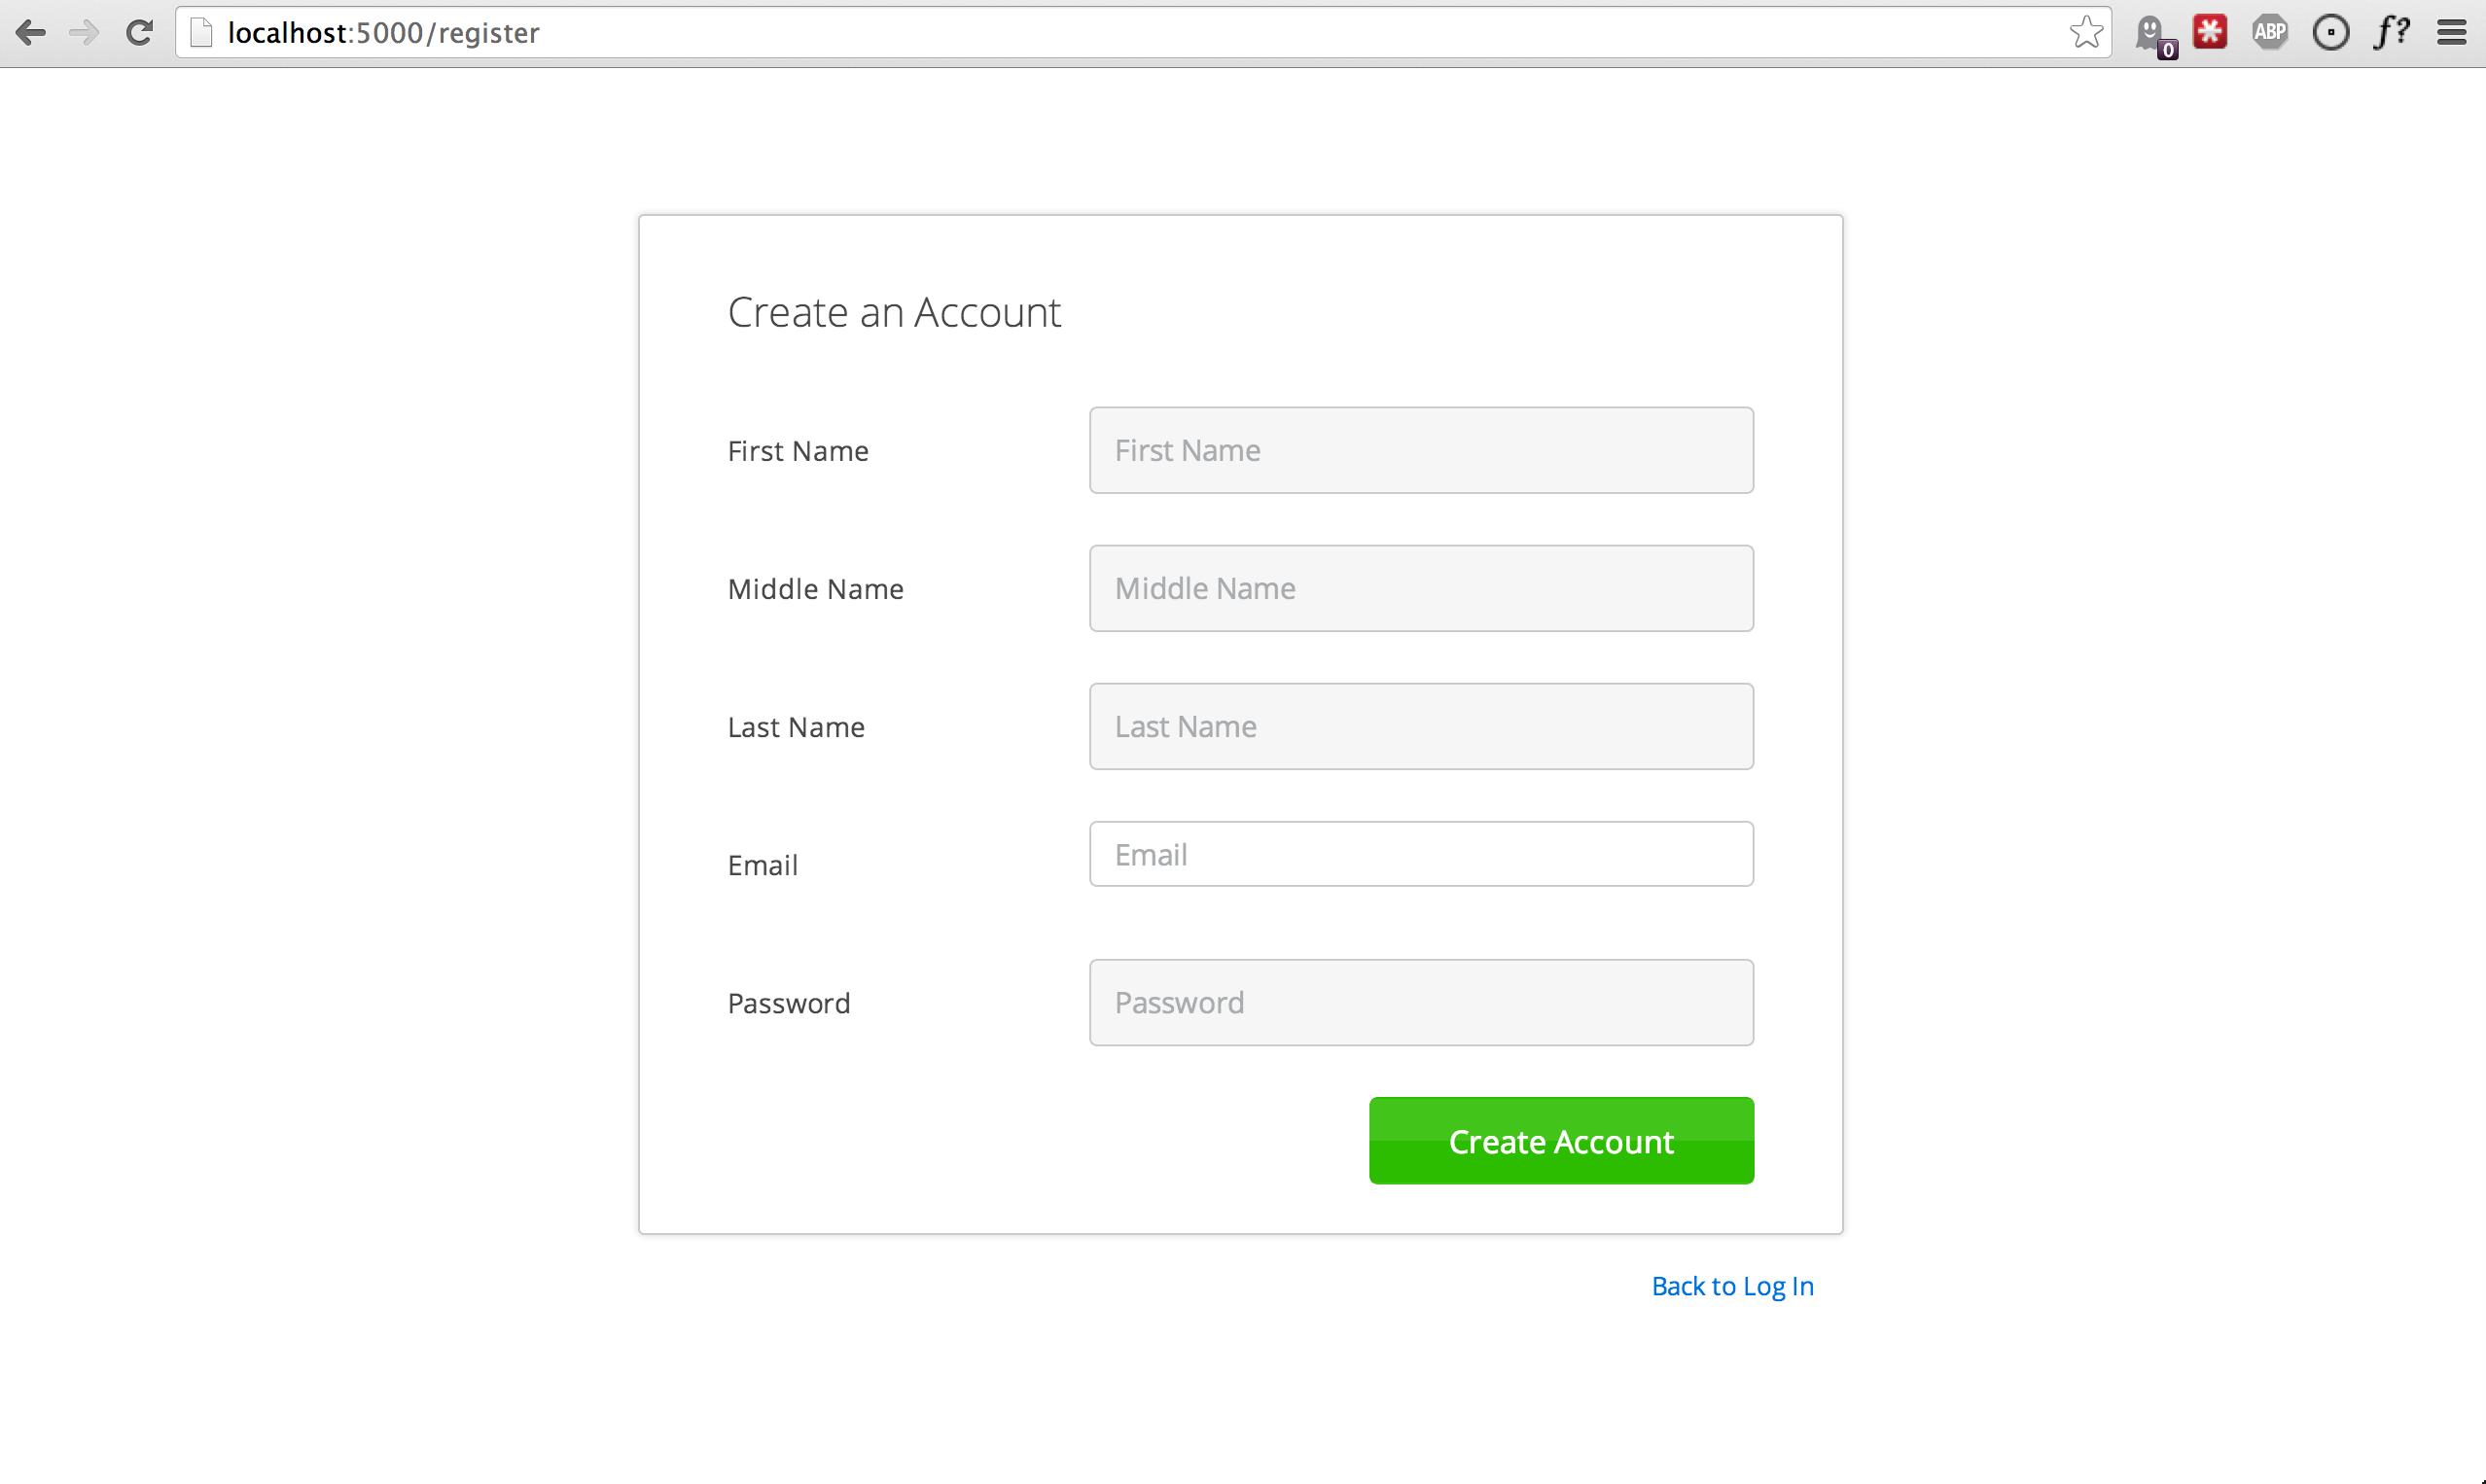 localhost:5000/register
0
ABP
f?
Create an Account
First Name
First Name
Middle Name
Middle Name
Last Name
Last Name
Email
Email
Password
Password
Create Account
Back to Log In